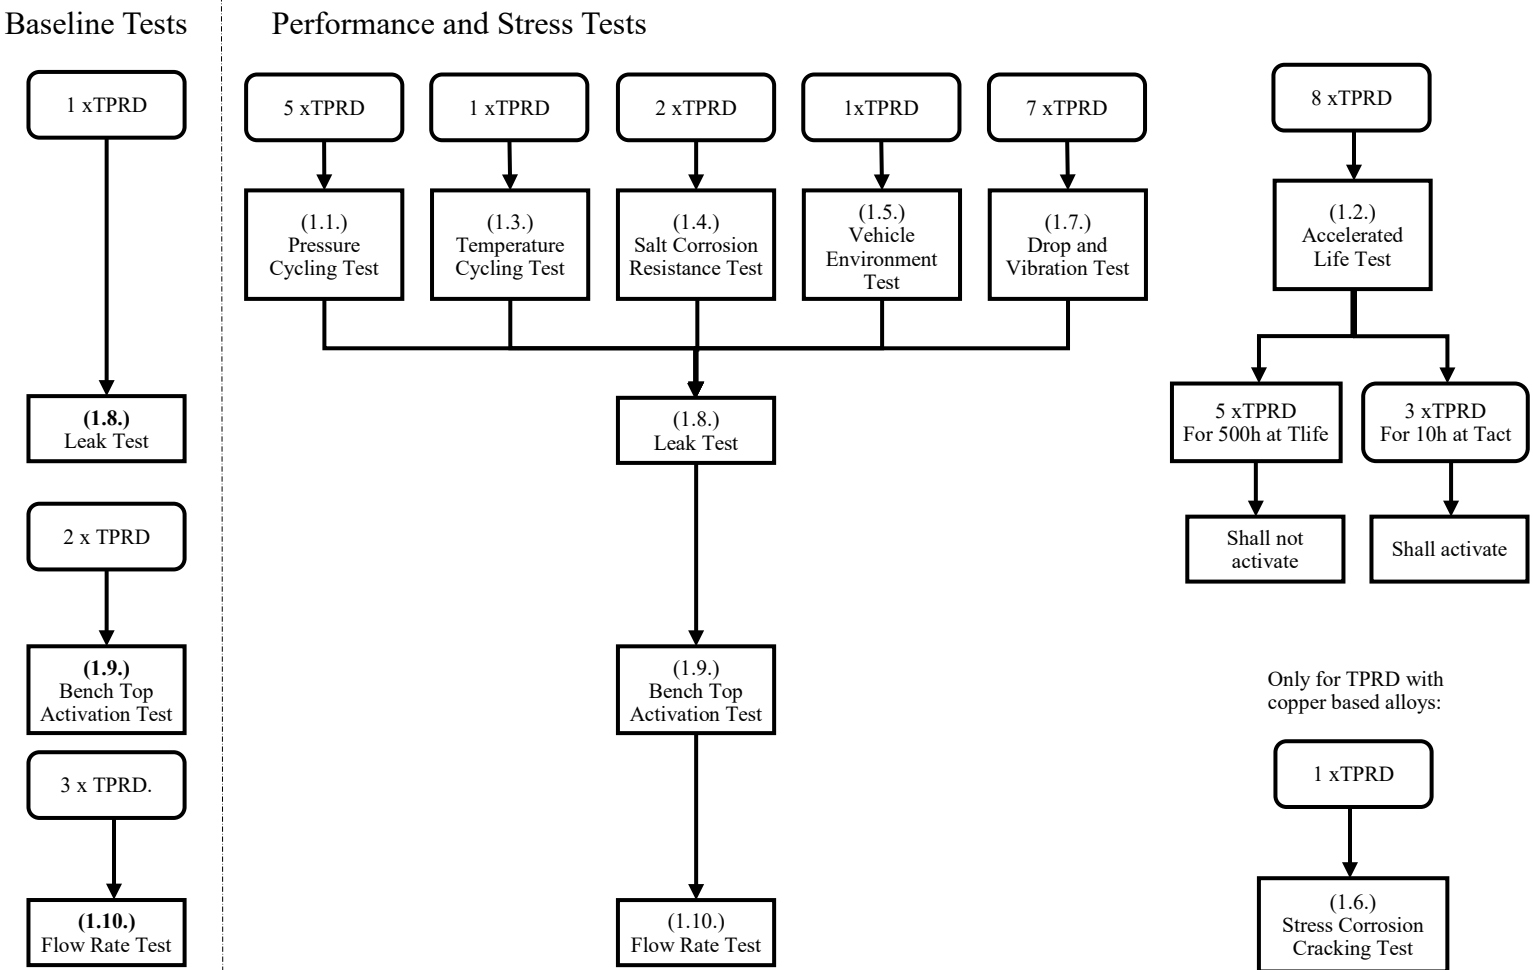 Baseline Tests
Performance and Stress Tests
1 xTPRD
5 xTPRD
1 xTPRD
2 xTPRD
1xTPRD
7 xTPRD
8 xTPRD
(1.1.)
Pressure
Cycling Test
(1.3.)
Temperature
Cycling Test
(1.4.)
Salt Corrosion
Resistance Test
(1.5.)
Vehicle
Environment
Test
(1.7.)
Drop and
Vibration Test
(1.2.)
Accelerated
Life Test
(1.8.)
Leak Test
(1.8.)
Leak Test
5 xTPRD
For 500h at Tlife
3 xTPRD
For 10h at Tact
2 x TPRD
Shall not
activate
Shall activate
(1.9.)
Bench Top
Activation Test
(1.9.)
Bench Top
Activation Test
Only for TPRD with
copper based alloys:
3 x TPRD.
1 xTPRD
(1.10.)
Flow Rate Test
(1.10.)
Flow Rate Test
(1.6.)
Stress Corrosion
Cracking Test